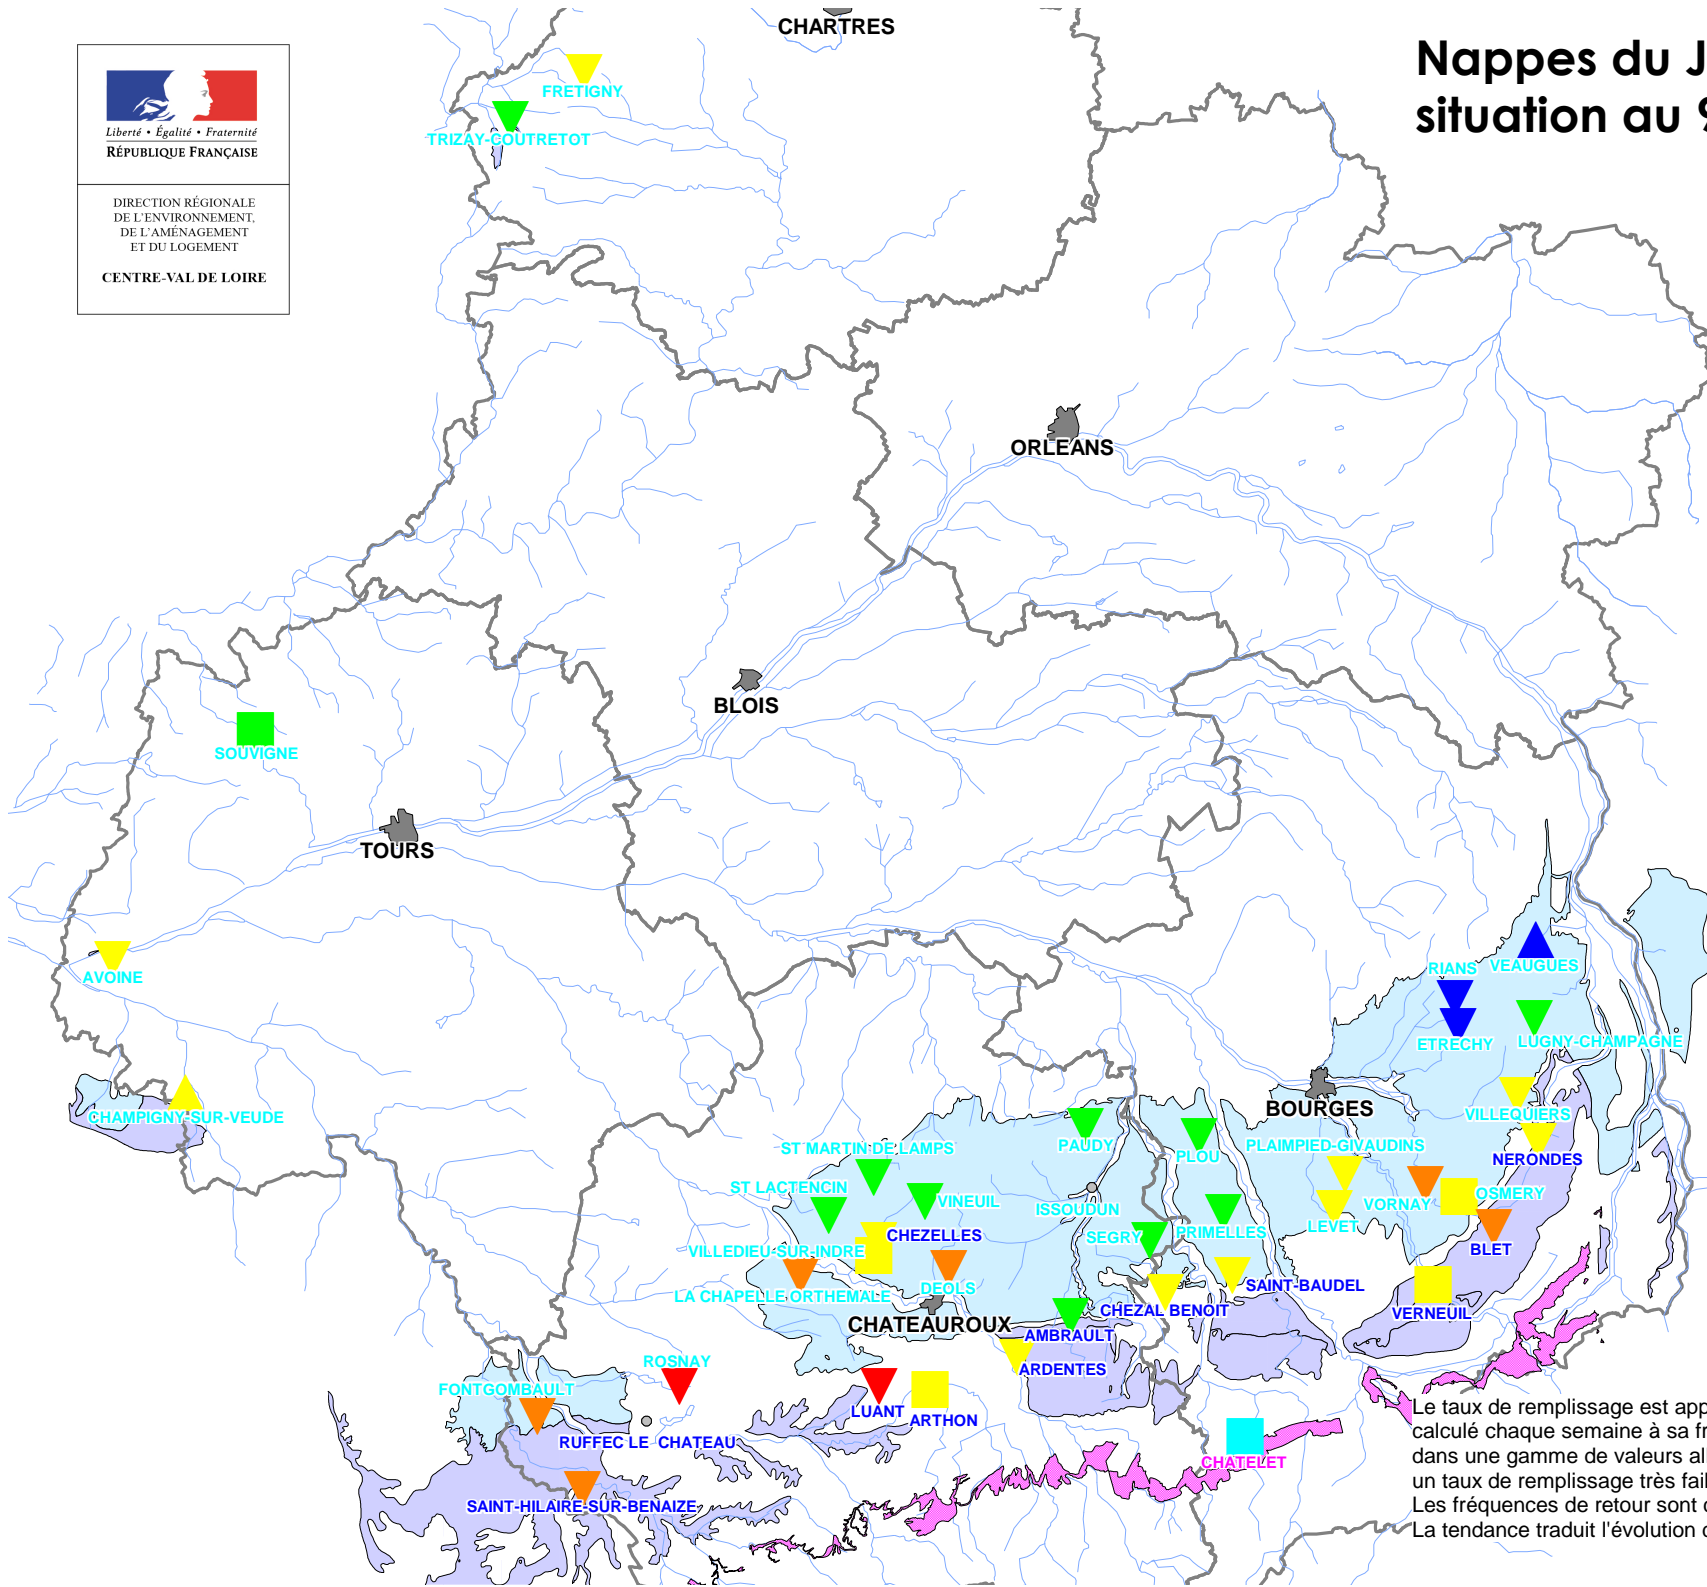 Liberté • Égalité • Fraternité
RÉPUBLIQUE FRANÇAISE
DIRECTION RÉGIONALE
DE L'ENVIRONNEMENT,
DE L'AMÉNAGEMENT
ET DU LOGEMENT
CENTRE-VAL DE LOIRE
Nappes du J
situation au 9
CHARTRES
FRETIGNY
TRIZAY-COUTRETOT
ORLEANS
BLOIS
SOUVIGNE
TOURS
AVOINE
CHAMPIGNY-SUR-VEUDE
RIANS
VEAUGUES
ETRECHY
LUGNY-CHAMPAGNE
BOURGES
VILLEQUIERS
PLAIMPIED-GIVAUDINS
NERONDES
ST MARTIN DE LAMPS
PAUDY
PLOU
ST LACTENCIN
VINEUIL
ISSOUDUN
VORNAY
OSMERY
LEVET
CHEZELLES
SEGRY
PRIMELLES
BLET
VILLEDIEU-SUR-INDRE
LA CHAPELLE ORTHEMALE
DEOLS
SAINT-BAUDEL
CHEZAL BENOIT
VERNEUIL
CHATEAUROUX
AMBRAULT
ARDENTES
ROSNAY
FONTGOMBAULT
LUANT
ARTHON
RUFFEC LE CHATEAU
CHATELET
SAINT-HILAIRE-SUR-BENAIZE
Le taux de remplissage est app
calculé chaque semaine à sa fr
dans une gamme de valeurs all
un taux de remplissage très faibl
Les fréquences de retour sont c
La tendance traduit l'évolution d